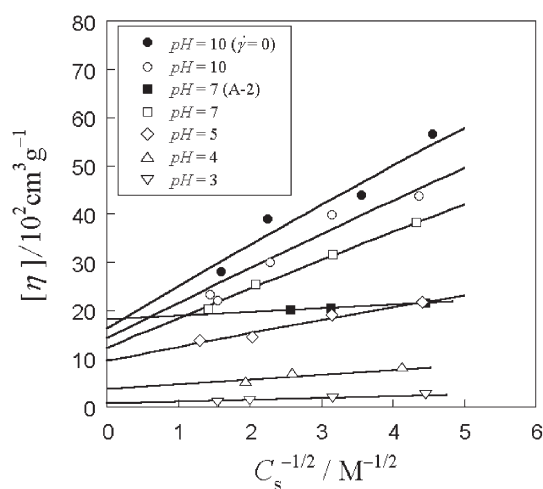 80
70
60
50
40
30
20
10
0
[η]/10²cm³g⁻¹
pH = 10 (γ̇=0)
pH = 10
pH = 7 (A-2)
pH = 7
pH = 5
pH = 4
pH = 3
0 1 2 3 4 5 6
Cₛ⁻¹/² / M⁻¹/²